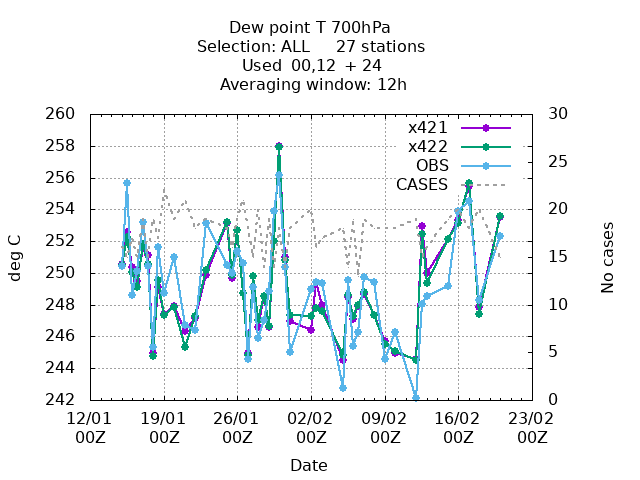 Dew point T 700hPa
Selection: ALL 27 stations
Used 00,12 + 24
Averaging window: 12h
260 30
258
256 25
254
20
252
15
250
248 10
246
5
244
242 0
x421
x422
OBS
CASES
deg C
No cases
12/01 19/01 26/01 02/02 09/02 16/02 23/02
00Z 00Z 00Z 00Z 00Z 00Z 00Z
Date